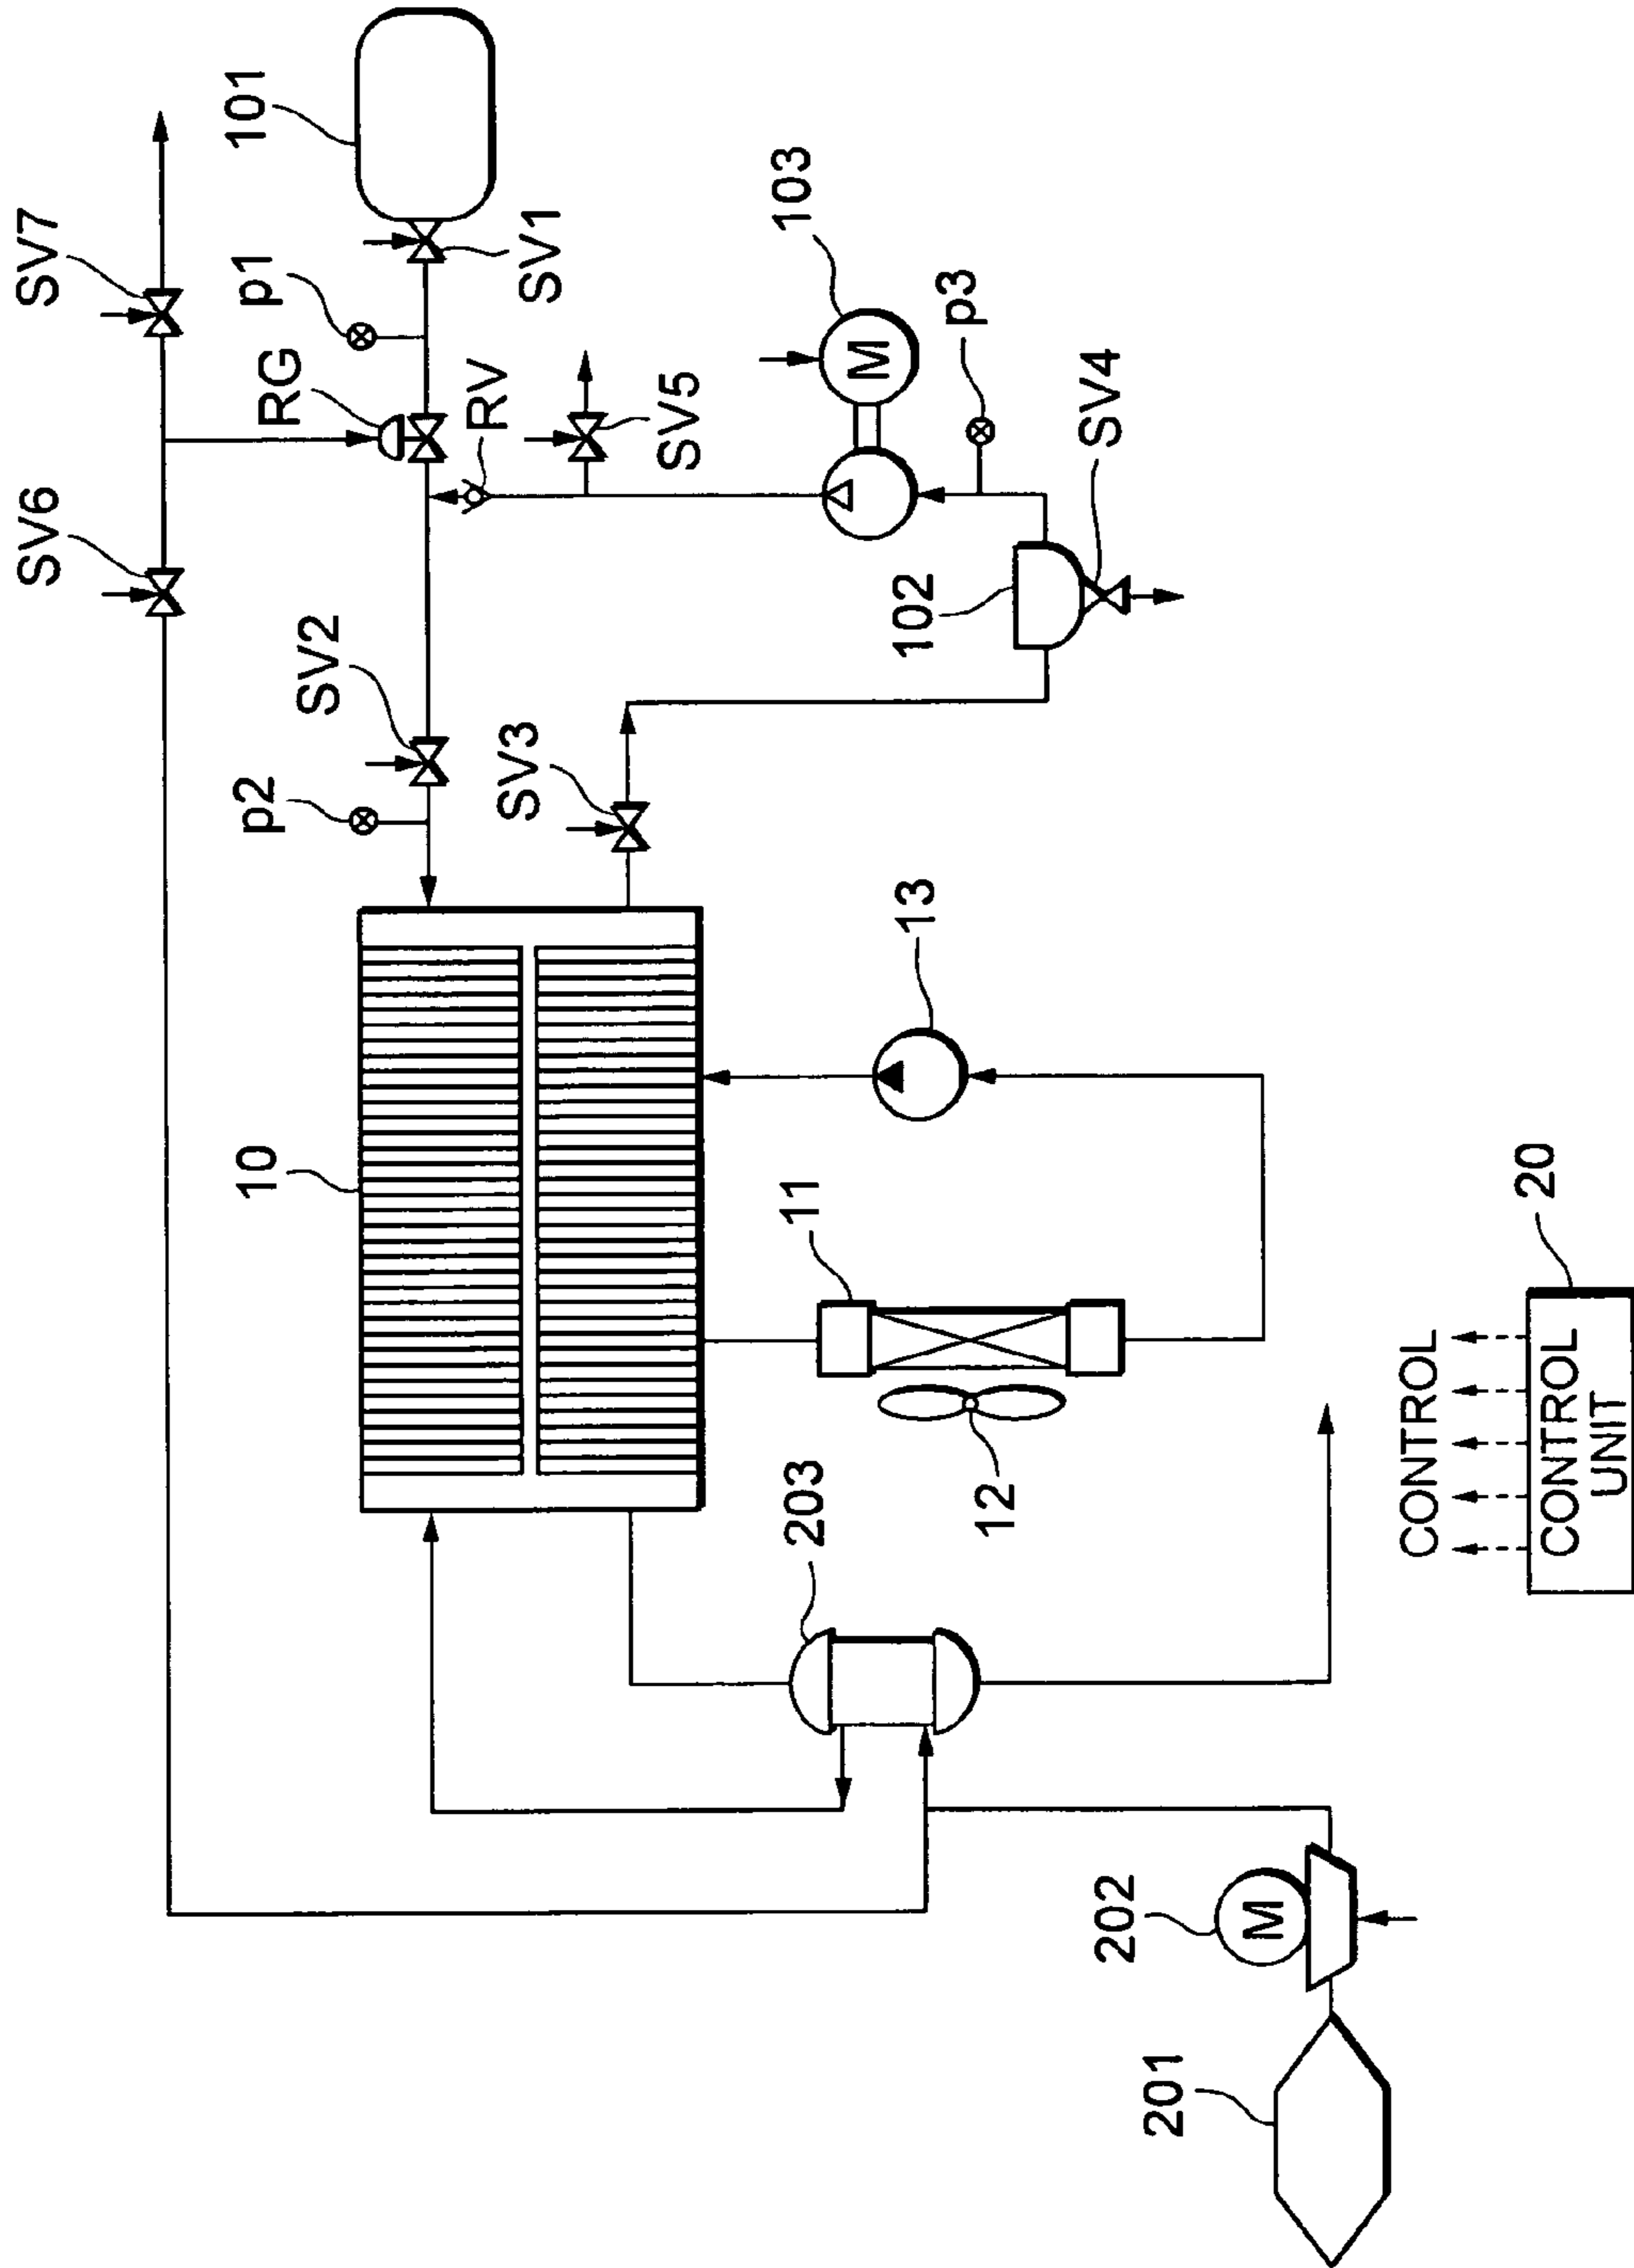 SV7
SV6
101
p1
RG
SV1
SV2
p2
RV
SV5
103
M
p3
SV4
102
SV3
10
13
11
12
203
202
M
201
CONTROL
CONTROL
UNIT
20